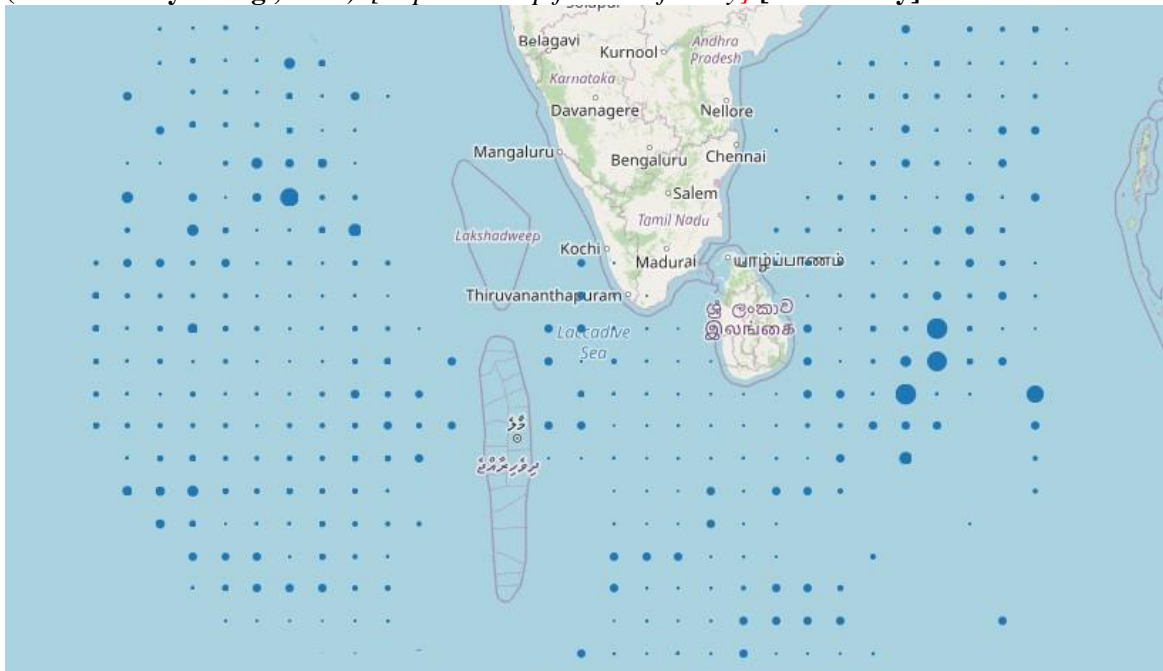 Solapur
Belagavi
Kurnool
Andhra
Pradesh
Karnataka
Davanagere
Nellore
Mangaluru
Bengaluru
Chennai
Salem
Lakshadweep
Tamil Nadu
Kochi
Madurai
யாழ்ப்பாணம்
Thiruvananthapuram
ශ්‍රී ලංකාව
இலங்கை
Laccadive
Sea
މާލެ
ދިވެހިރާއްޖެ